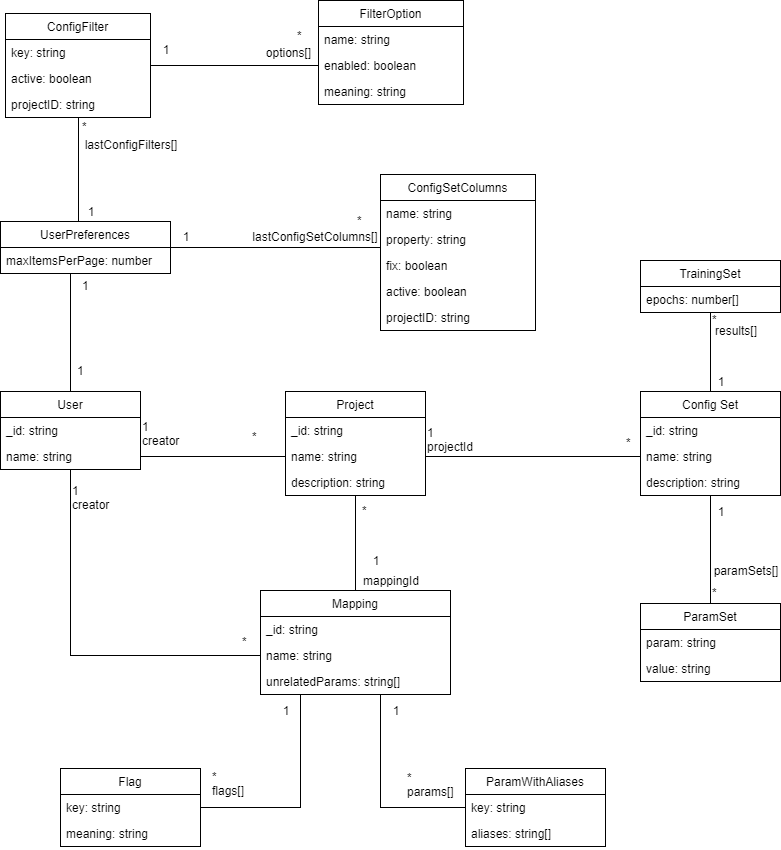 ConfigFilter
key: string
active: boolean
projectID: string
1
*
options[]
FilterOption
name: string
enabled: boolean
meaning: string
*
lastConfigFilters[]
1
UserPreferences
maxItemsPerPage: number
1
*
lastConfigSetColumns[]
ConfigSetColumns
name: string
property: string
fix: boolean
active: boolean
projectID: string
1
1
TrainingSet
epochs: number[]
*
results[]
1
User
_id: string
name: string
1
creator
*
Project
_id: string
name: string
description: string
1
projectId
*
Config Set
_id: string
name: string
description: string
1
creator
*
*
1
mappingId
1
paramSets[]
*
ParamSet
param: string
value: string
Mapping
_id: string
name: string
unrelatedParams: string[]
1
1
*
flags[]
*
params[]
Flag
key: string
meaning: string
ParamWithAliases
key: string
aliases: string[]